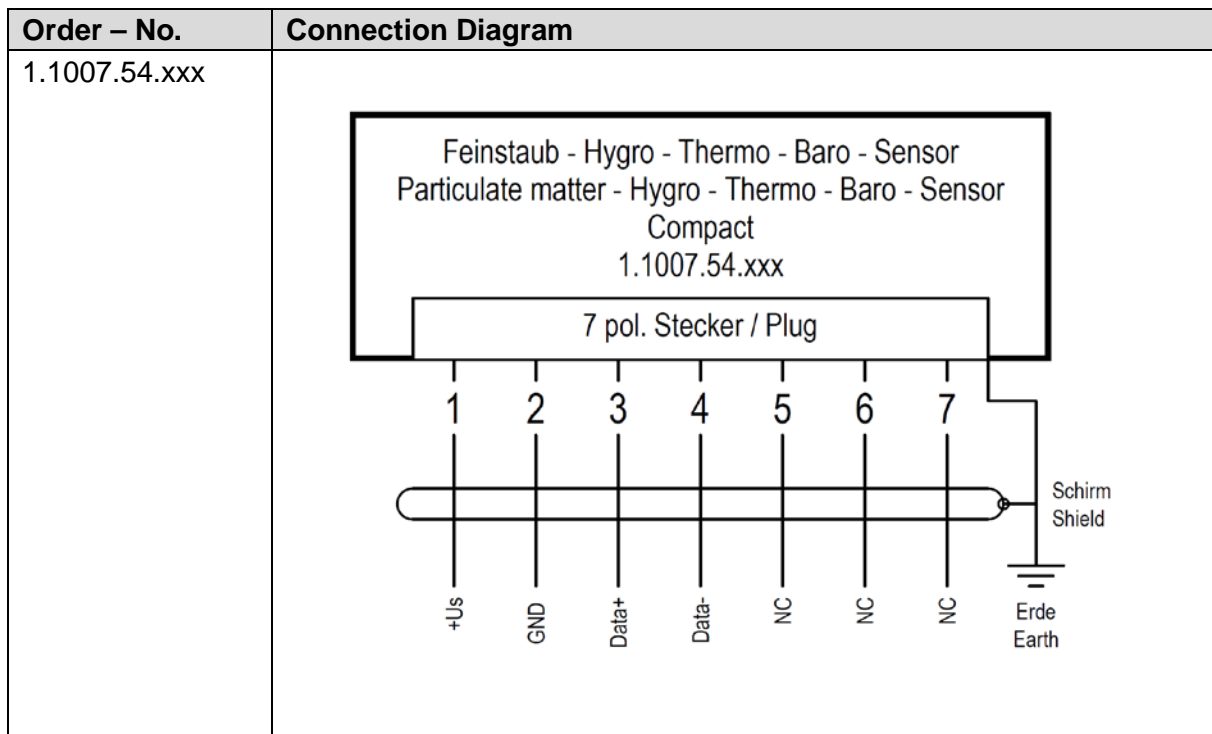 Order – No.
Connection Diagram
1.1007.54.xxx
Feinstaub - Hygro - Thermo - Baro - Sensor
Particulate matter - Hygro - Thermo - Baro - Sensor
Compact
1.1007.54.xxx
7 pol. Stecker / Plug
1 2 3 4 5 6 7
Schirm
Shield
+Us GND Data+ Data- NC NC NC
Erde
Earth